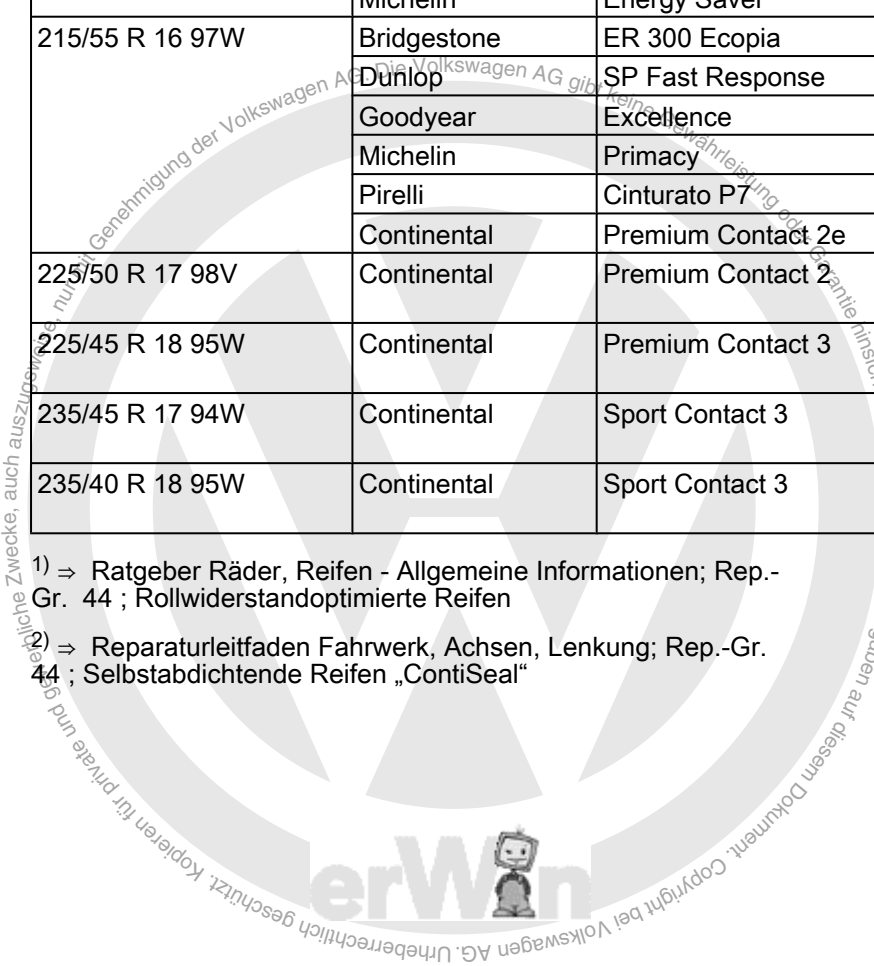 Michelin Energy Saver
215/55 R 16 97W Bridgestone ER 300 Ecopia
Dunlop SP Fast Response
Goodyear Excellence
Michelin Primacy
Pirelli Cinturato P7
Continental Premium Contact 2e
225/50 R 17 98V Continental Premium Contact 2
225/45 R 18 95W Continental Premium Contact 3
235/45 R 17 94W Continental Sport Contact 3
235/40 R 18 95W Continental Sport Contact 3
1) ⇒ Ratgeber Räder, Reifen - Allgemeine Informationen; Rep.-
Gr. 44 ; Rollwiderstandoptimierte Reifen
2) ⇒ Reparaturleitfaden Fahrwerk, Achsen, Lenkung; Rep.-Gr.
44 ; Selbstabdichtende Reifen „ContiSeal“
erWin
Urheberrechtlich geschützt. Kopieren für private und gewerbliche Zwecke, auch auszugsweise, nur mit Genehmigung der Volkswagen AG. Die Volkswagen AG gibt keine Gewährleistung oder Garantie
auf diesem Dokument. Copyright bei Volkswagen AG.